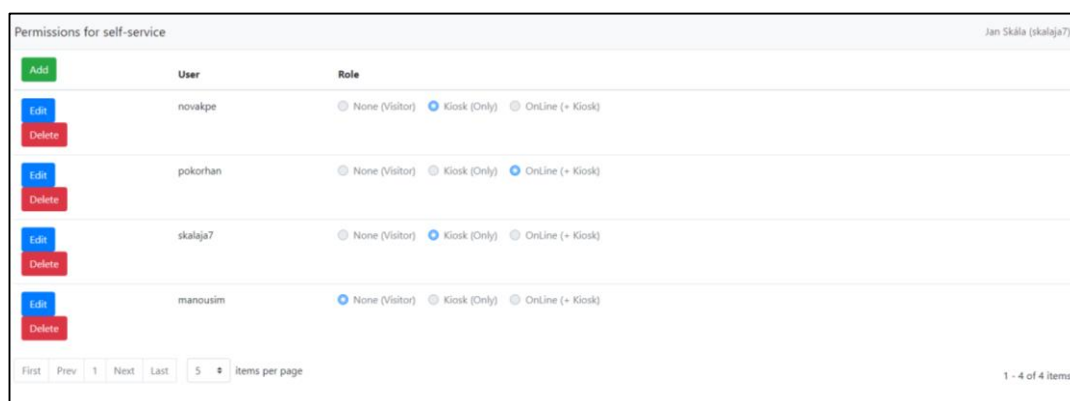 Permissions for self-service Jan Skála (skalaja7)
Add User Role
Edit novakpe None (Visitor) Kiosk (Only) OnLine (+ Kiosk)
Delete
Edit pokorhan None (Visitor) Kiosk (Only) OnLine (+ Kiosk)
Delete
Edit skalaja7 None (Visitor) Kiosk (Only) OnLine (+ Kiosk)
Delete
Edit manousim None (Visitor) Kiosk (Only) OnLine (+ Kiosk)
Delete
First Prev 1 Next Last 5 items per page 1 - 4 of 4 items